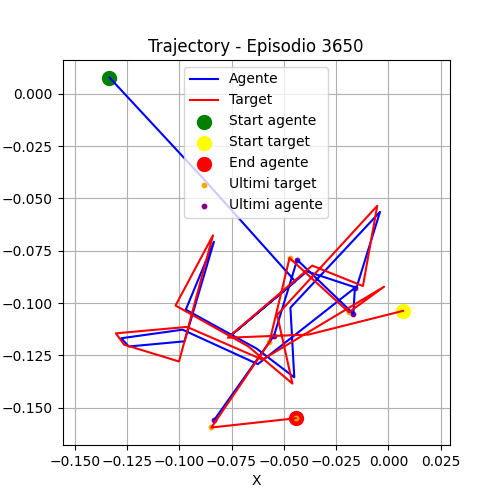 Trajectory - Episodio 3650
Agente
Target
Start agente
Start target
End agente
Ultimi target
Ultimi agente
0.000
−0.025
−0.050
−0.075
−0.100
−0.125
−0.150
−0.150 −0.125 −0.100 −0.075 −0.050 −0.025 0.000 0.025
X